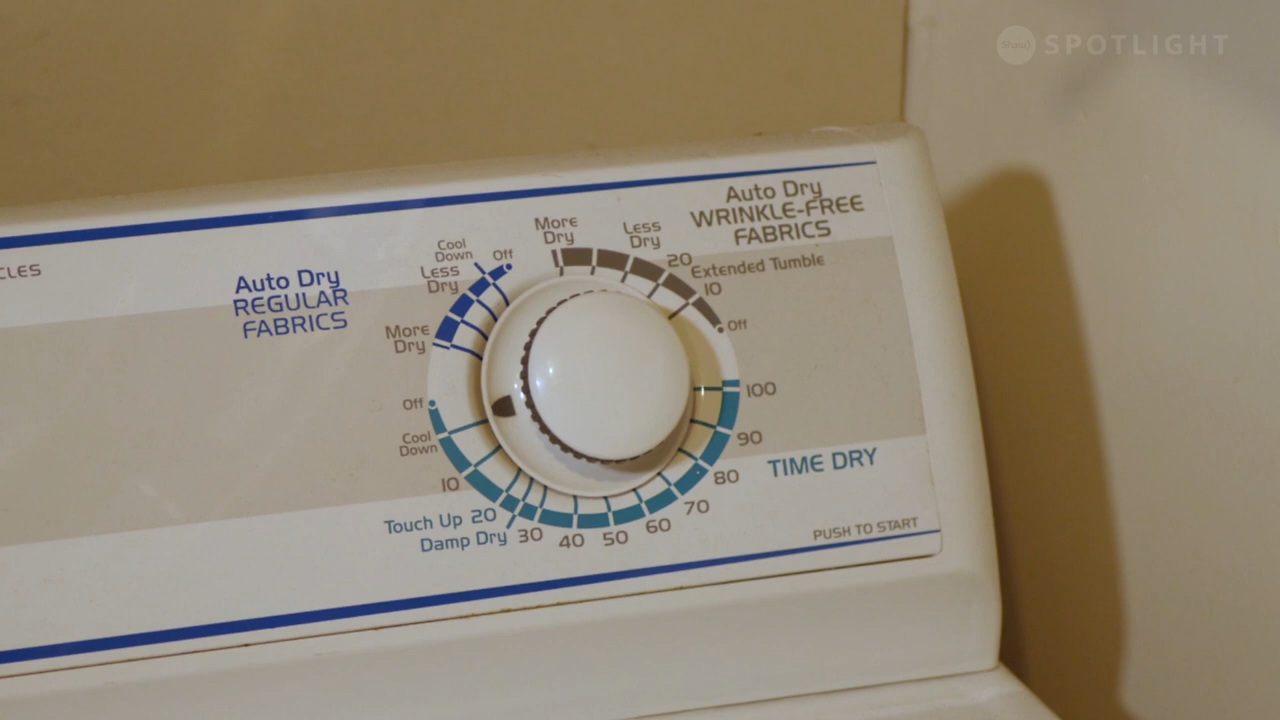 Shaw) SPOTLIGHT
CLES
Auto Dry
REGULAR
FABRICS
Cool
Down
Off
Less
Dry
More
Dry
More
Dry
Less
Dry
Auto Dry
WRINKLE-FREE
FABRICS
20
Extended Tumble
10
Off
Off
Cool
Down
10
Touch Up 20
Damp Dry 30
40
50
60
70
80
90
100
TIME DRY
PUSH TO START